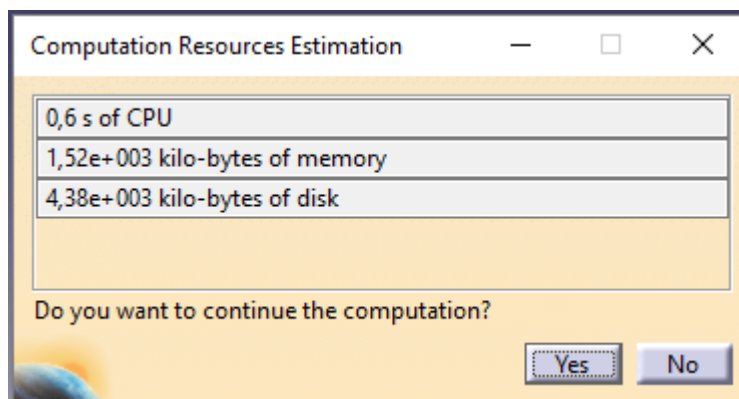 Computation Resources Estimation
0,6 s of CPU
1,52e+003 kilo-bytes of memory
4,38e+003 kilo-bytes of disk
Do you want to continue the computation?
Yes No